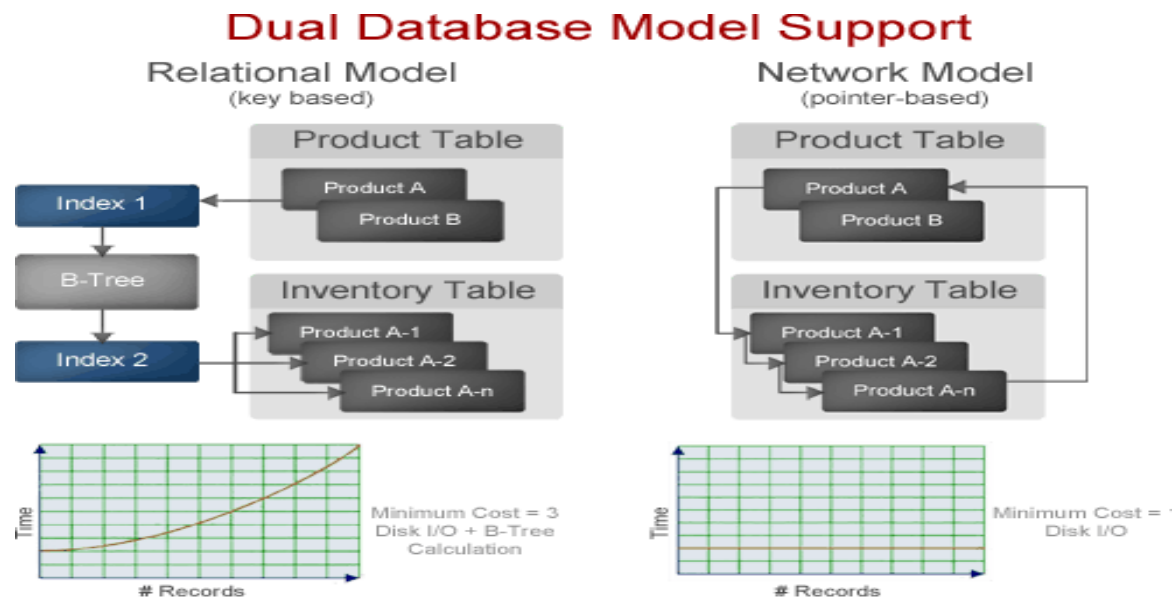 Dual Database Model Support
Relational Model
(key based)
Product Table
Product A
Product B
Index 1
B-Tree
Index 2
Inventory Table
Product A-1
Product A-2
Product A-n
Time
# Records
Minimum Cost = 3
Disk I/O + B-Tree
Calculation
Network Model
(pointer-based)
Product Table
Product A
Product B
Inventory Table
Product A-1
Product A-2
Product A-n
Time
# Records
Minimum Cost =
Disk I/O